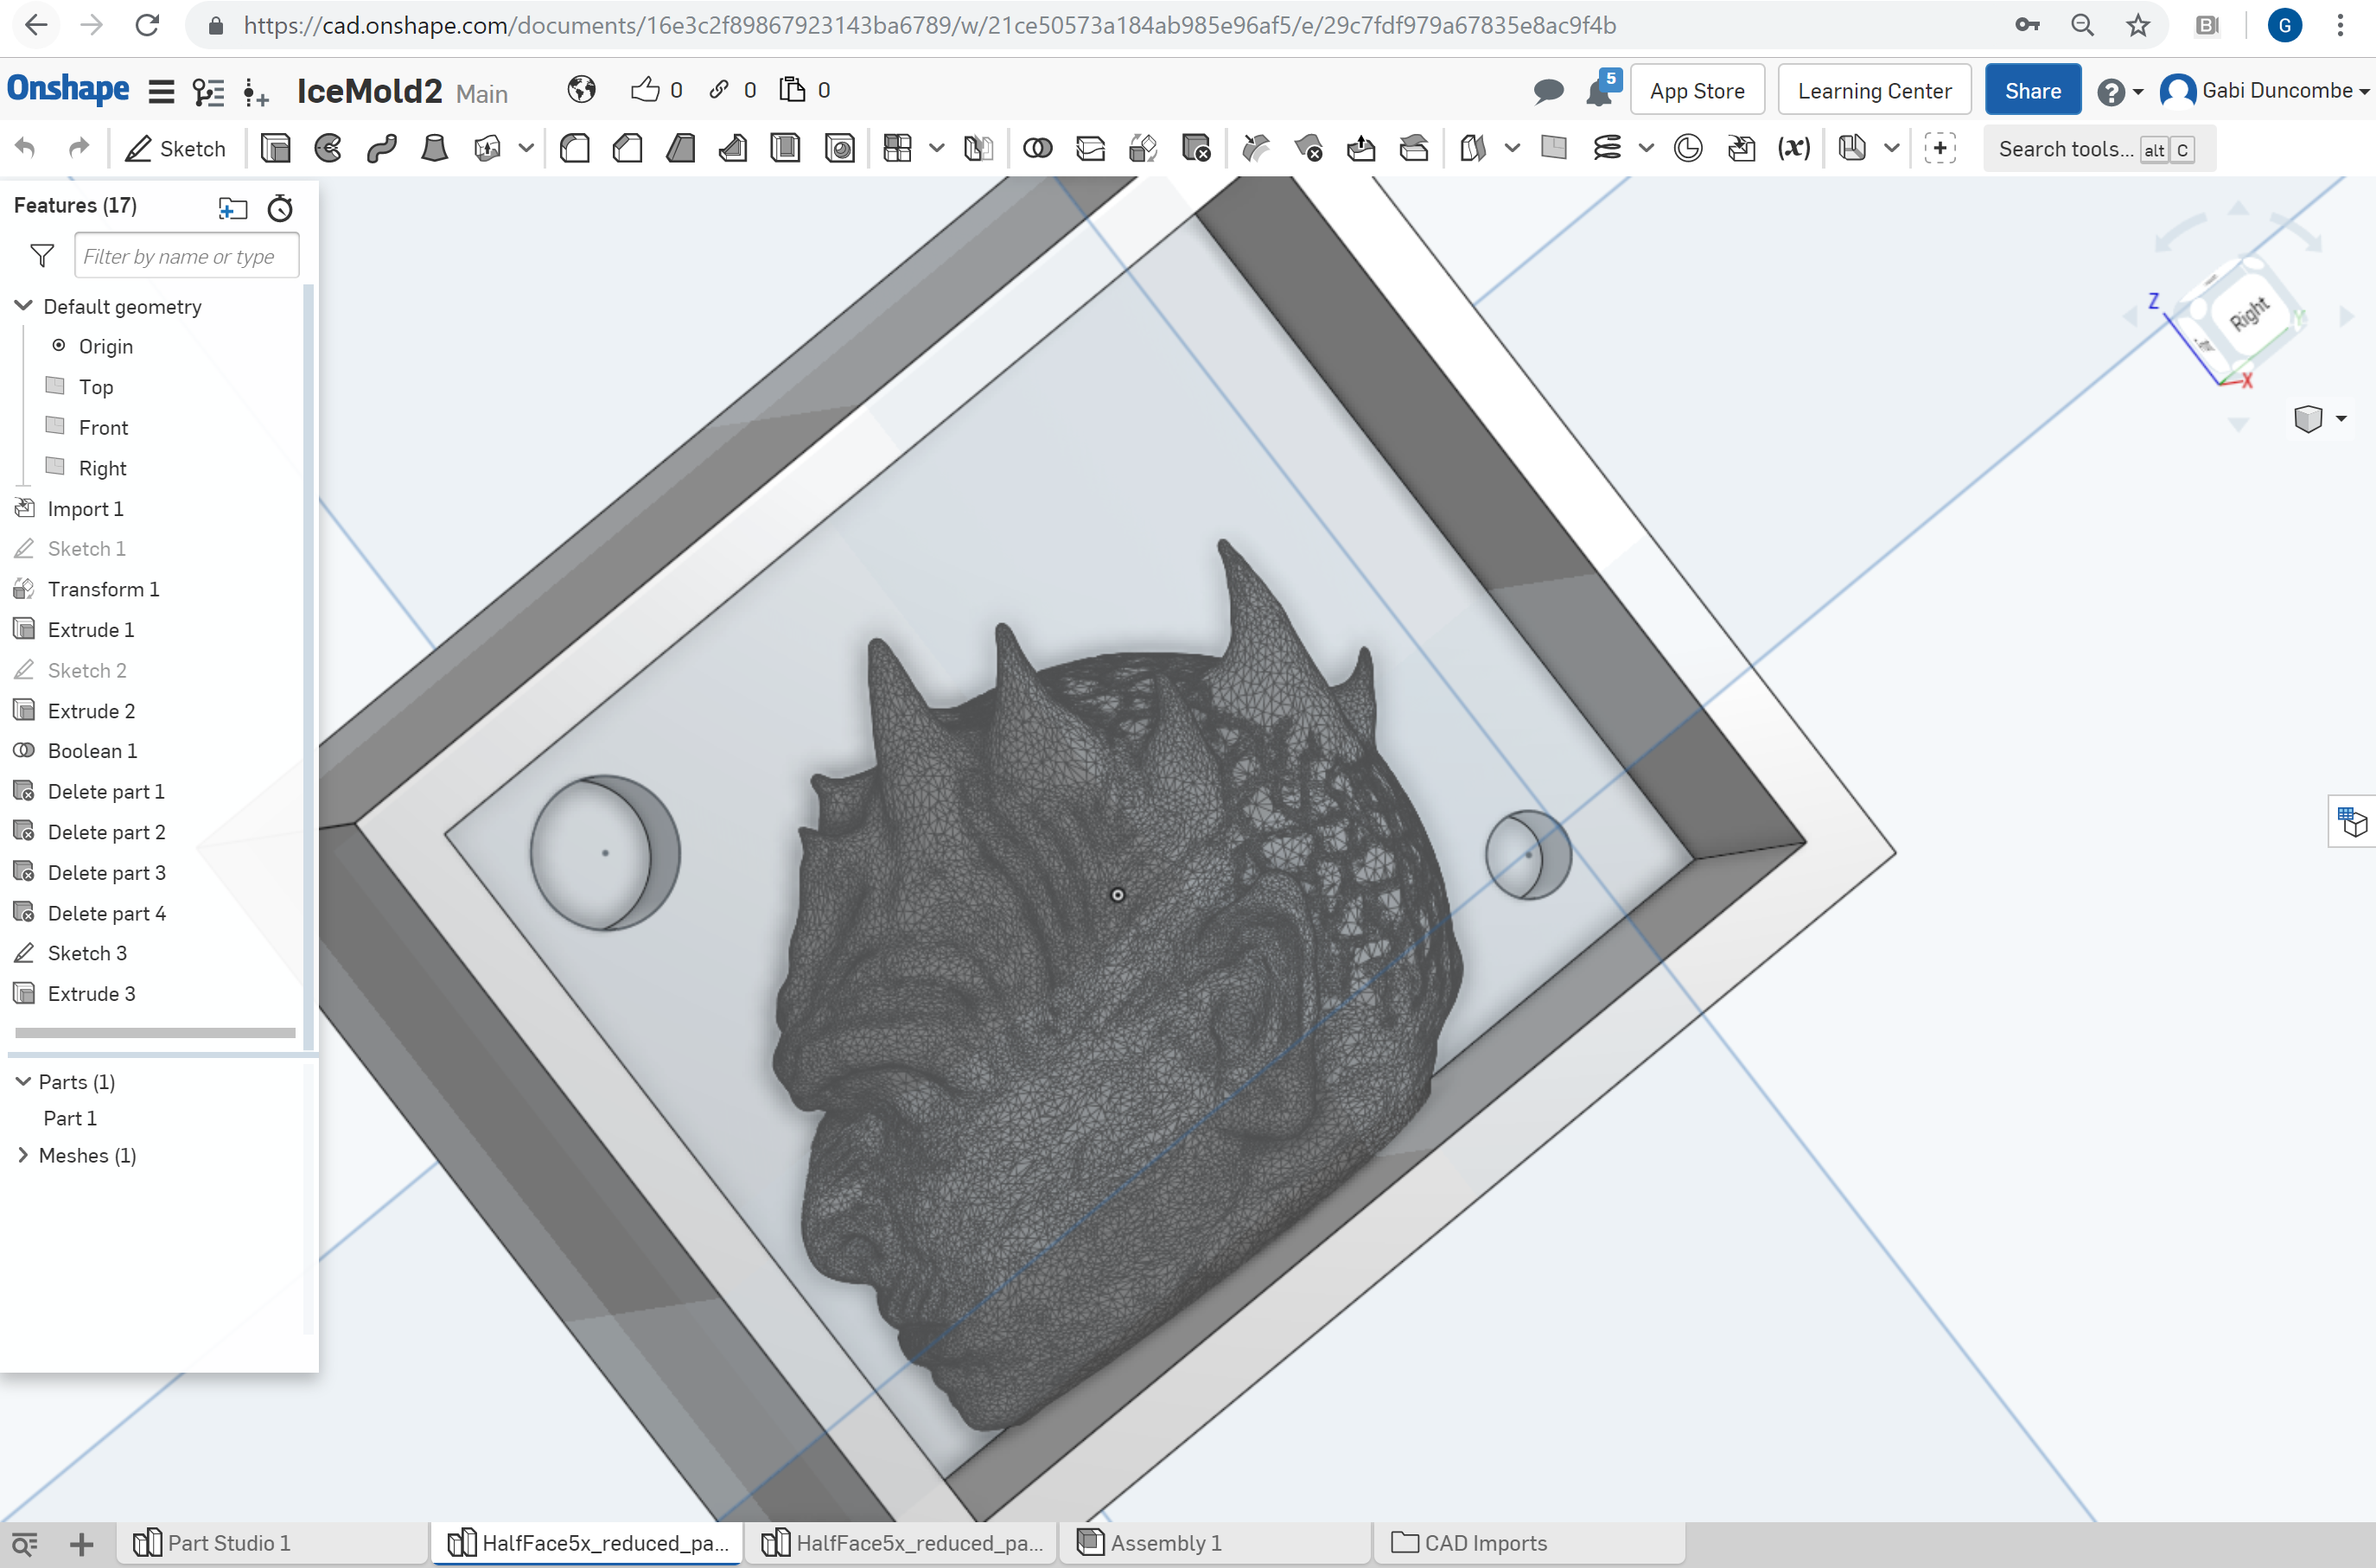 https://cad.onshape.com/documents/16e3c2f89867923143ba6789/w/21ce50573a184ab985e96af5/e/29c7fdf979a67835e8ac9f4b
G
Onshape IceMold2 Main 0 0 0 5 App Store Learning Center Share Gabi Duncombe
Sketch (x) Search tools... alt C
Features (17)
Filter by name or type
Default geometry
Origin
Top
Front
Right
Import 1
Sketch 1
Transform 1
Extrude 1
Sketch 2
Extrude 2
Boolean 1
Delete part 1
Delete part 2
Delete part 3
Delete part 4
Sketch 3
Extrude 3
Parts (1)
Part 1
Meshes (1)
Z
Right
X
Part Studio 1 HalfFace5x_reduced_pa... HalfFace5x_reduced_pa... Assembly 1 CAD Imports